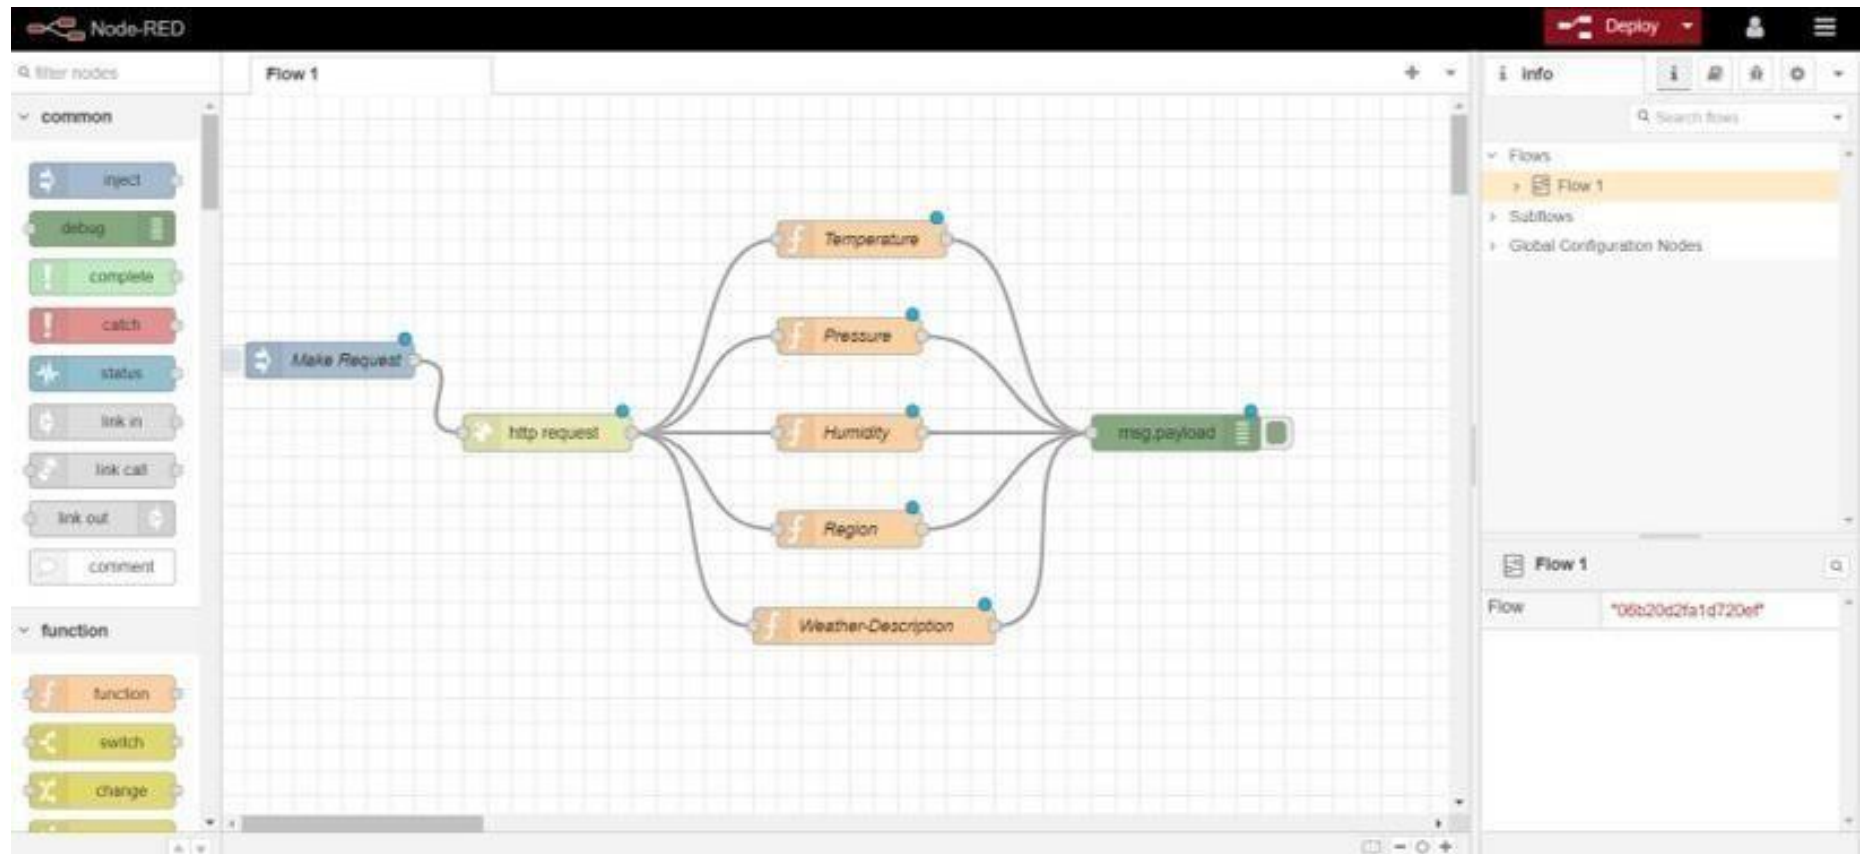 Node-RED
Deploy
filter nodes
Flow 1
info
common
Search flows
inject
debug
complete
catch
status
link in
link call
link out
comment
function
function
switch
change
Make Request
http request
Temperature
Pressure
Humidity
Region
Weather-Description
msg.payload
Flows
Flow 1
Subflows
Global Configuration Nodes
Flow 1
Flow "06b20d2fa1d720ef"